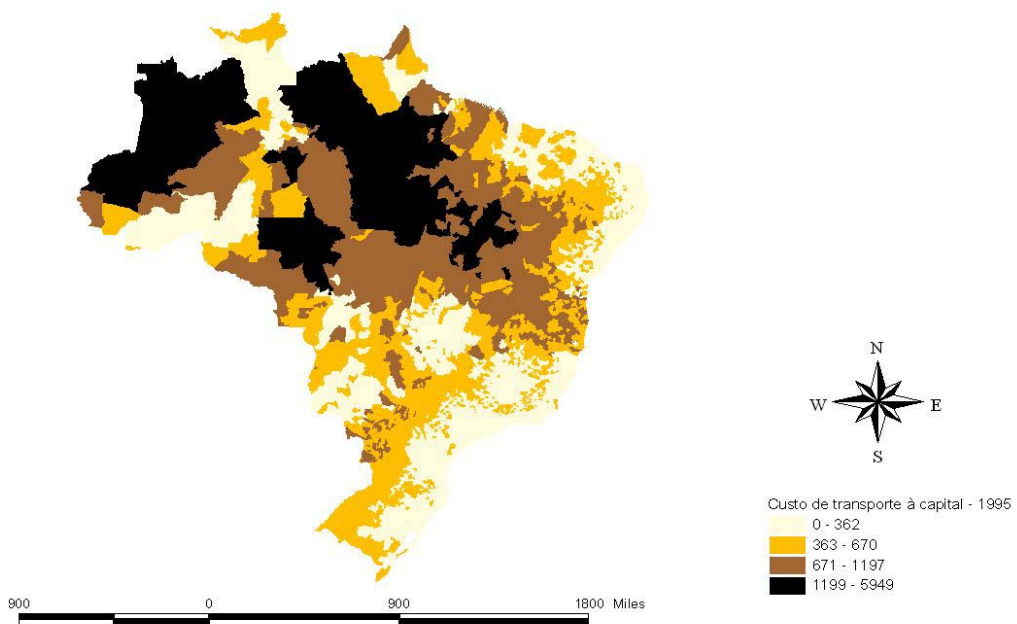 N
W E
S
Custo de transporte à capital - 1995
0 - 362
363 - 670
671 - 1197
1199 - 5949
900 0 900 1800 Miles